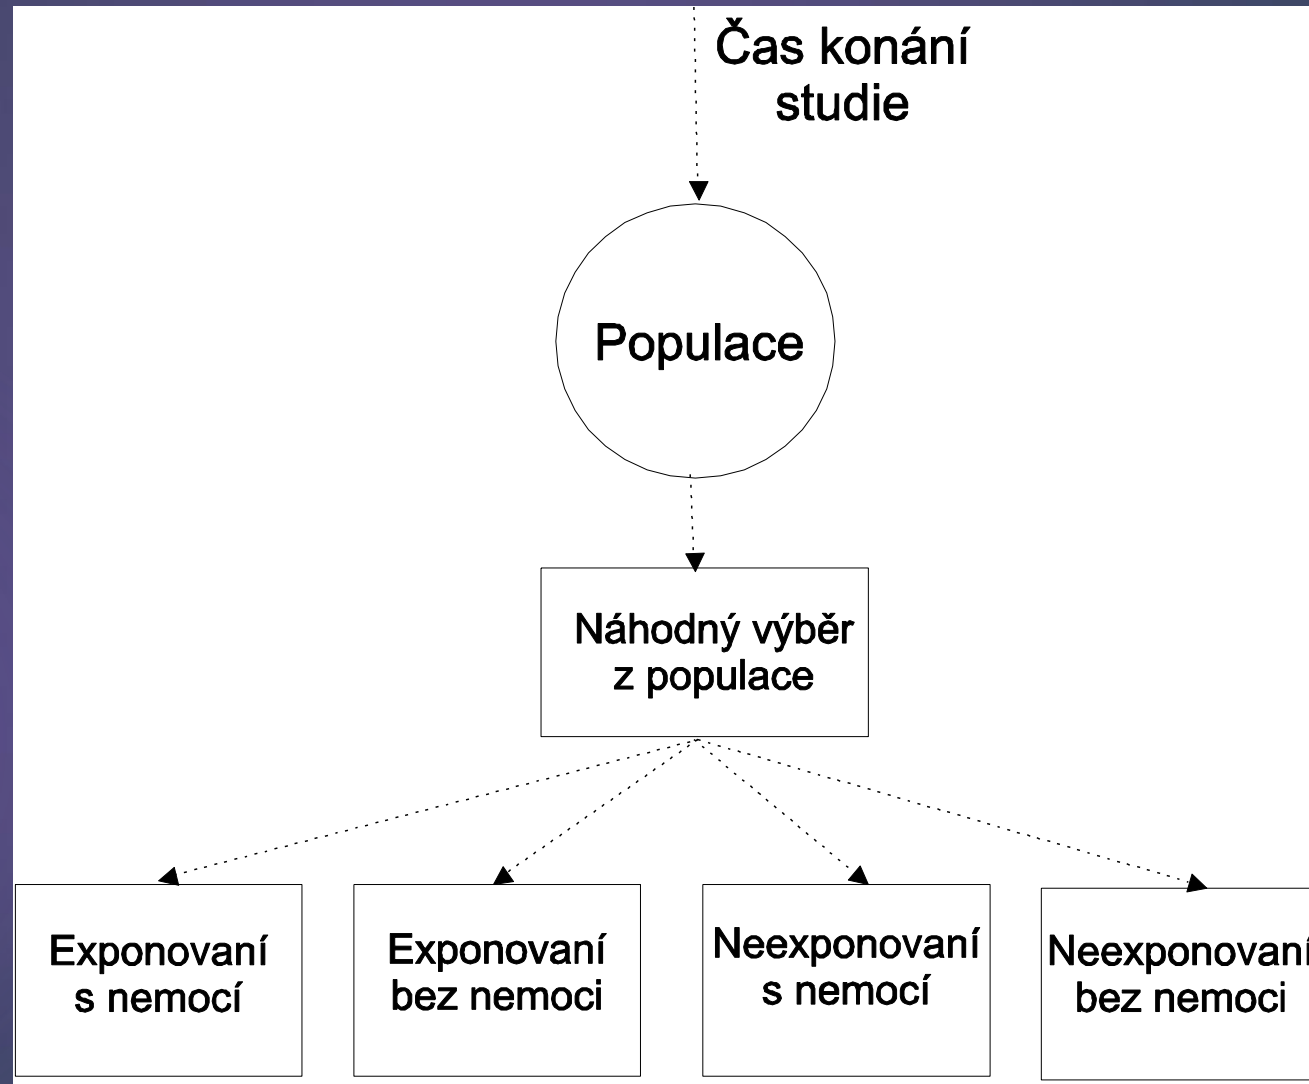 Čas konání
studie
Populace
Náhodný výběr
z populace
Exponovaní
s nemocí
Exponovaní
bez nemoci
Neexponovaní
s nemocí
Neexponovaní
bez nemoci